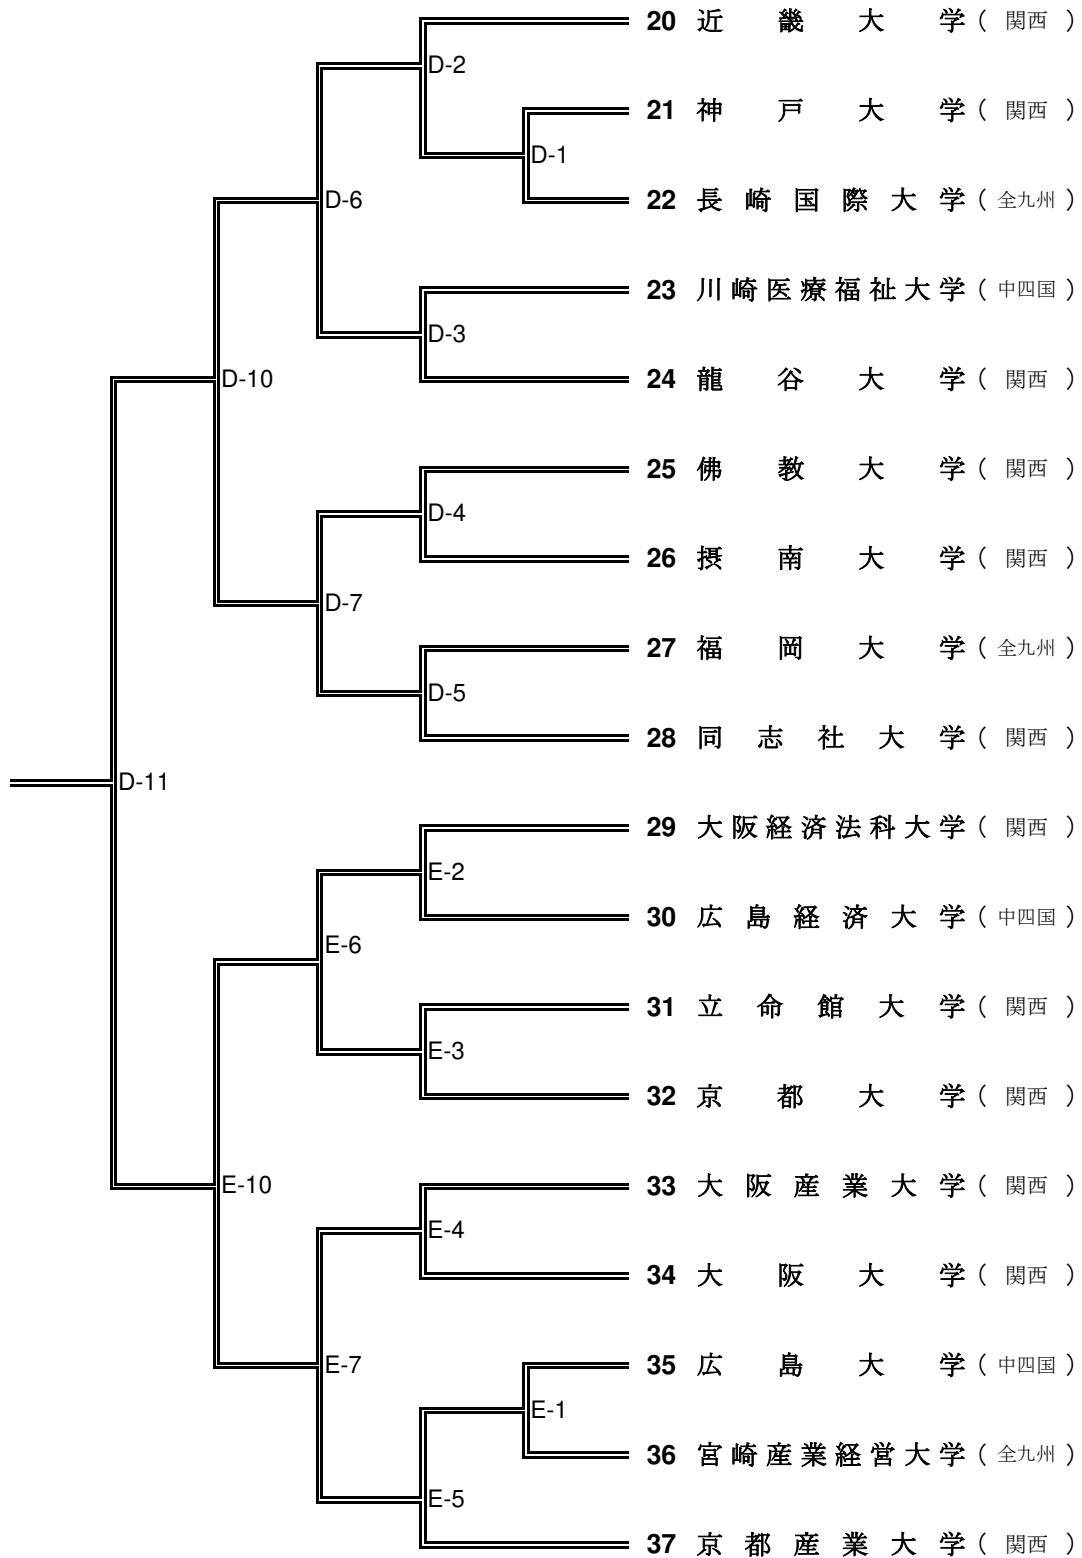 20 近畿大学 (関西)
D-2
21 神戸大学 (関西)
D-1
22 長崎国際大学 (全九州)
D-6
23 川崎医療福祉大学 (中四国)
D-3
24 龍谷大学 (関西)
D-10
25 佛教大学 (関西)
D-4
26 摂南大学 (関西)
D-7
27 福岡大学 (全九州)
D-5
28 同志社大学 (関西)
D-11
29 大阪経済法科大学 (関西)
E-2
30 広島経済大学 (中四国)
E-6
31 立命館大学 (関西)
E-3
32 京都大学 (関西)
33 大阪産業大学 (関西)
E-10
E-4
34 大阪大学 (関西)
35 広島大学 (中四国)
E-7
E-1
36 宮崎産業経営大学 (全九州)
E-5
37 京都産業大学 (関西)